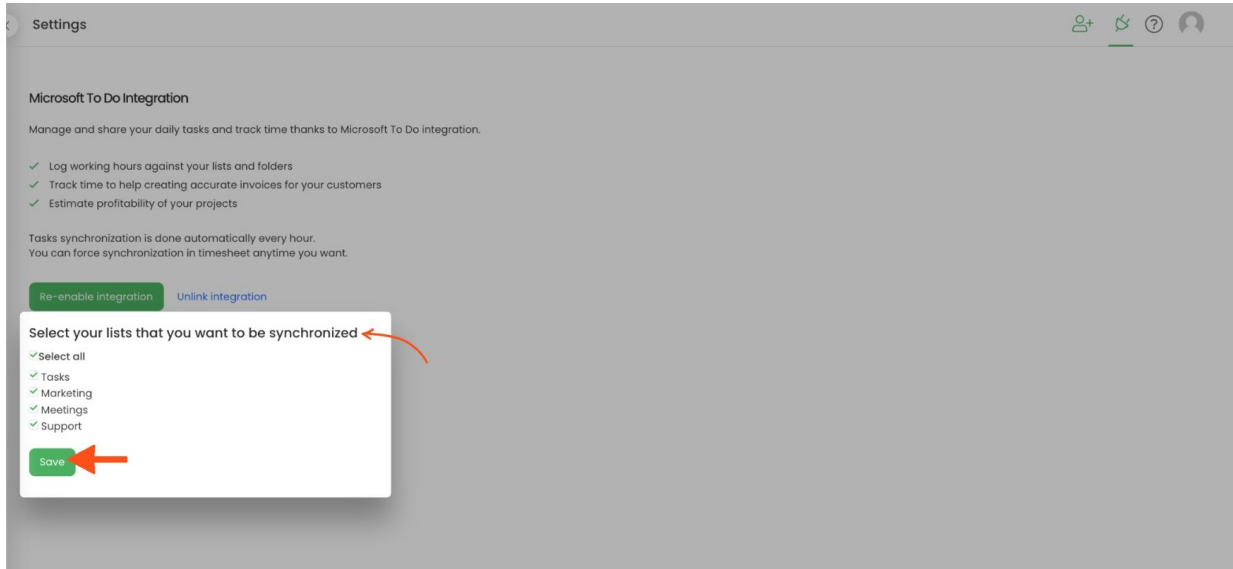 Settings
Microsoft To Do Integration
Manage and share your daily tasks and track time thanks to Microsoft To Do integration.
Log working hours against your lists and folders
Track time to help creating accurate invoices for your customers
Estimate profitability of your projects
Tasks synchronization is done automatically every hour.
You can force synchronization in timesheet anytime you want.
Re-enable integration Unlink integration
Select your lists that you want to be synchronized
Select all
Tasks
Marketing
Meetings
Support
Save